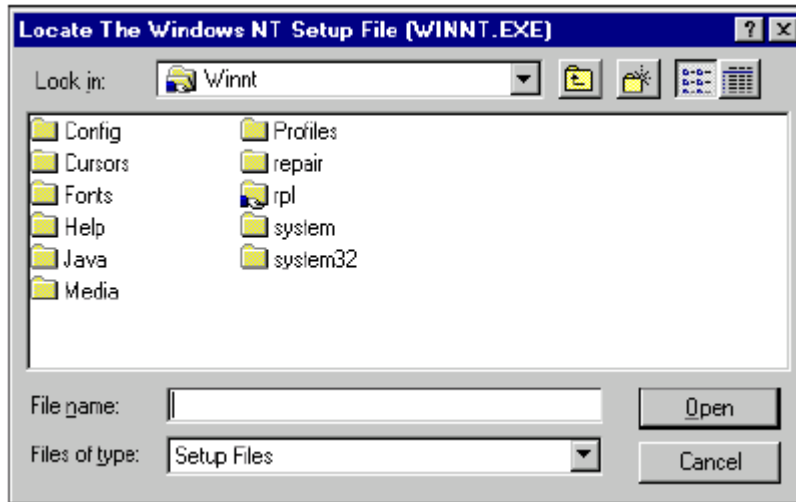 Locate The Windows NT Setup File (WINNT.EXE)
Look in: Winnt
Config Profiles
Cursors repair
Fonts rpl
Help system
Java system32
Media
File name: Open
Files of type: Setup Files Cancel